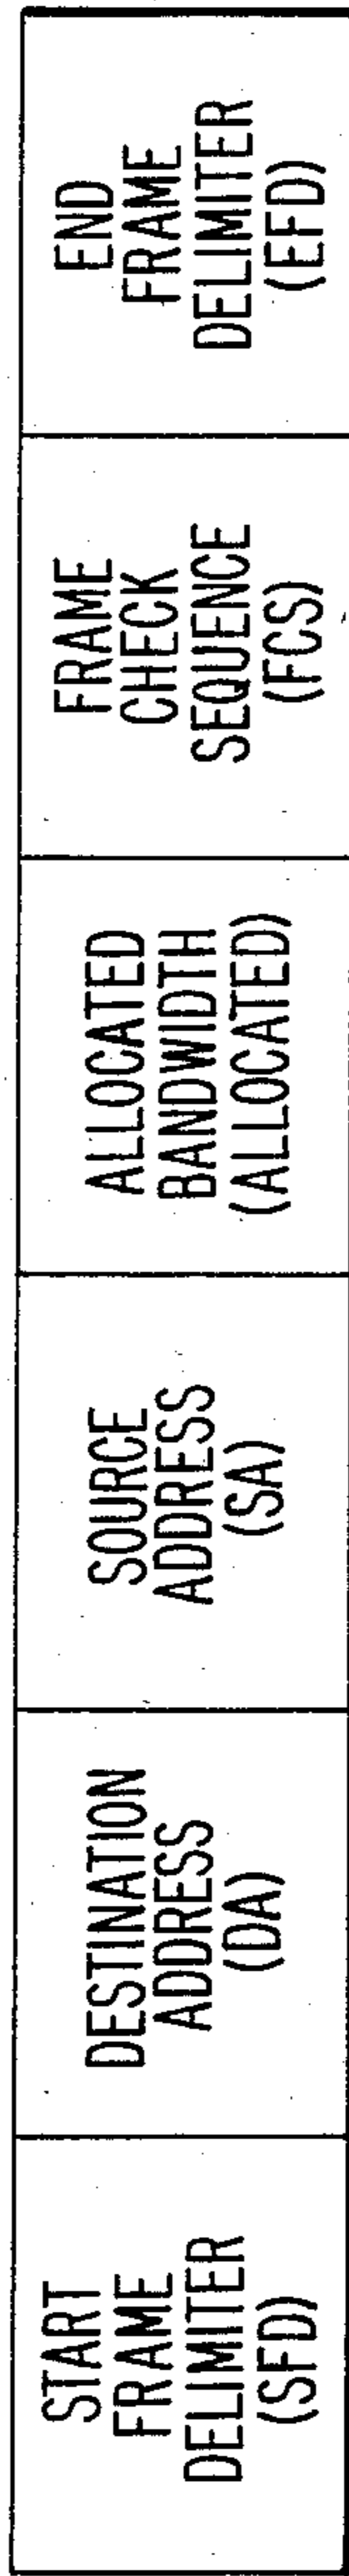 START
FRAME
DELIMITER
(SFD)
DESTINATION
ADDRESS
(DA)
SOURCE
ADDRESS
(SA)
ALLOCATED
BANDWIDTH
(ALLOCATED)
FRAME
CHECK
SEQUENCE
(FCS)
END
FRAME
DELIMITER
(EFD)